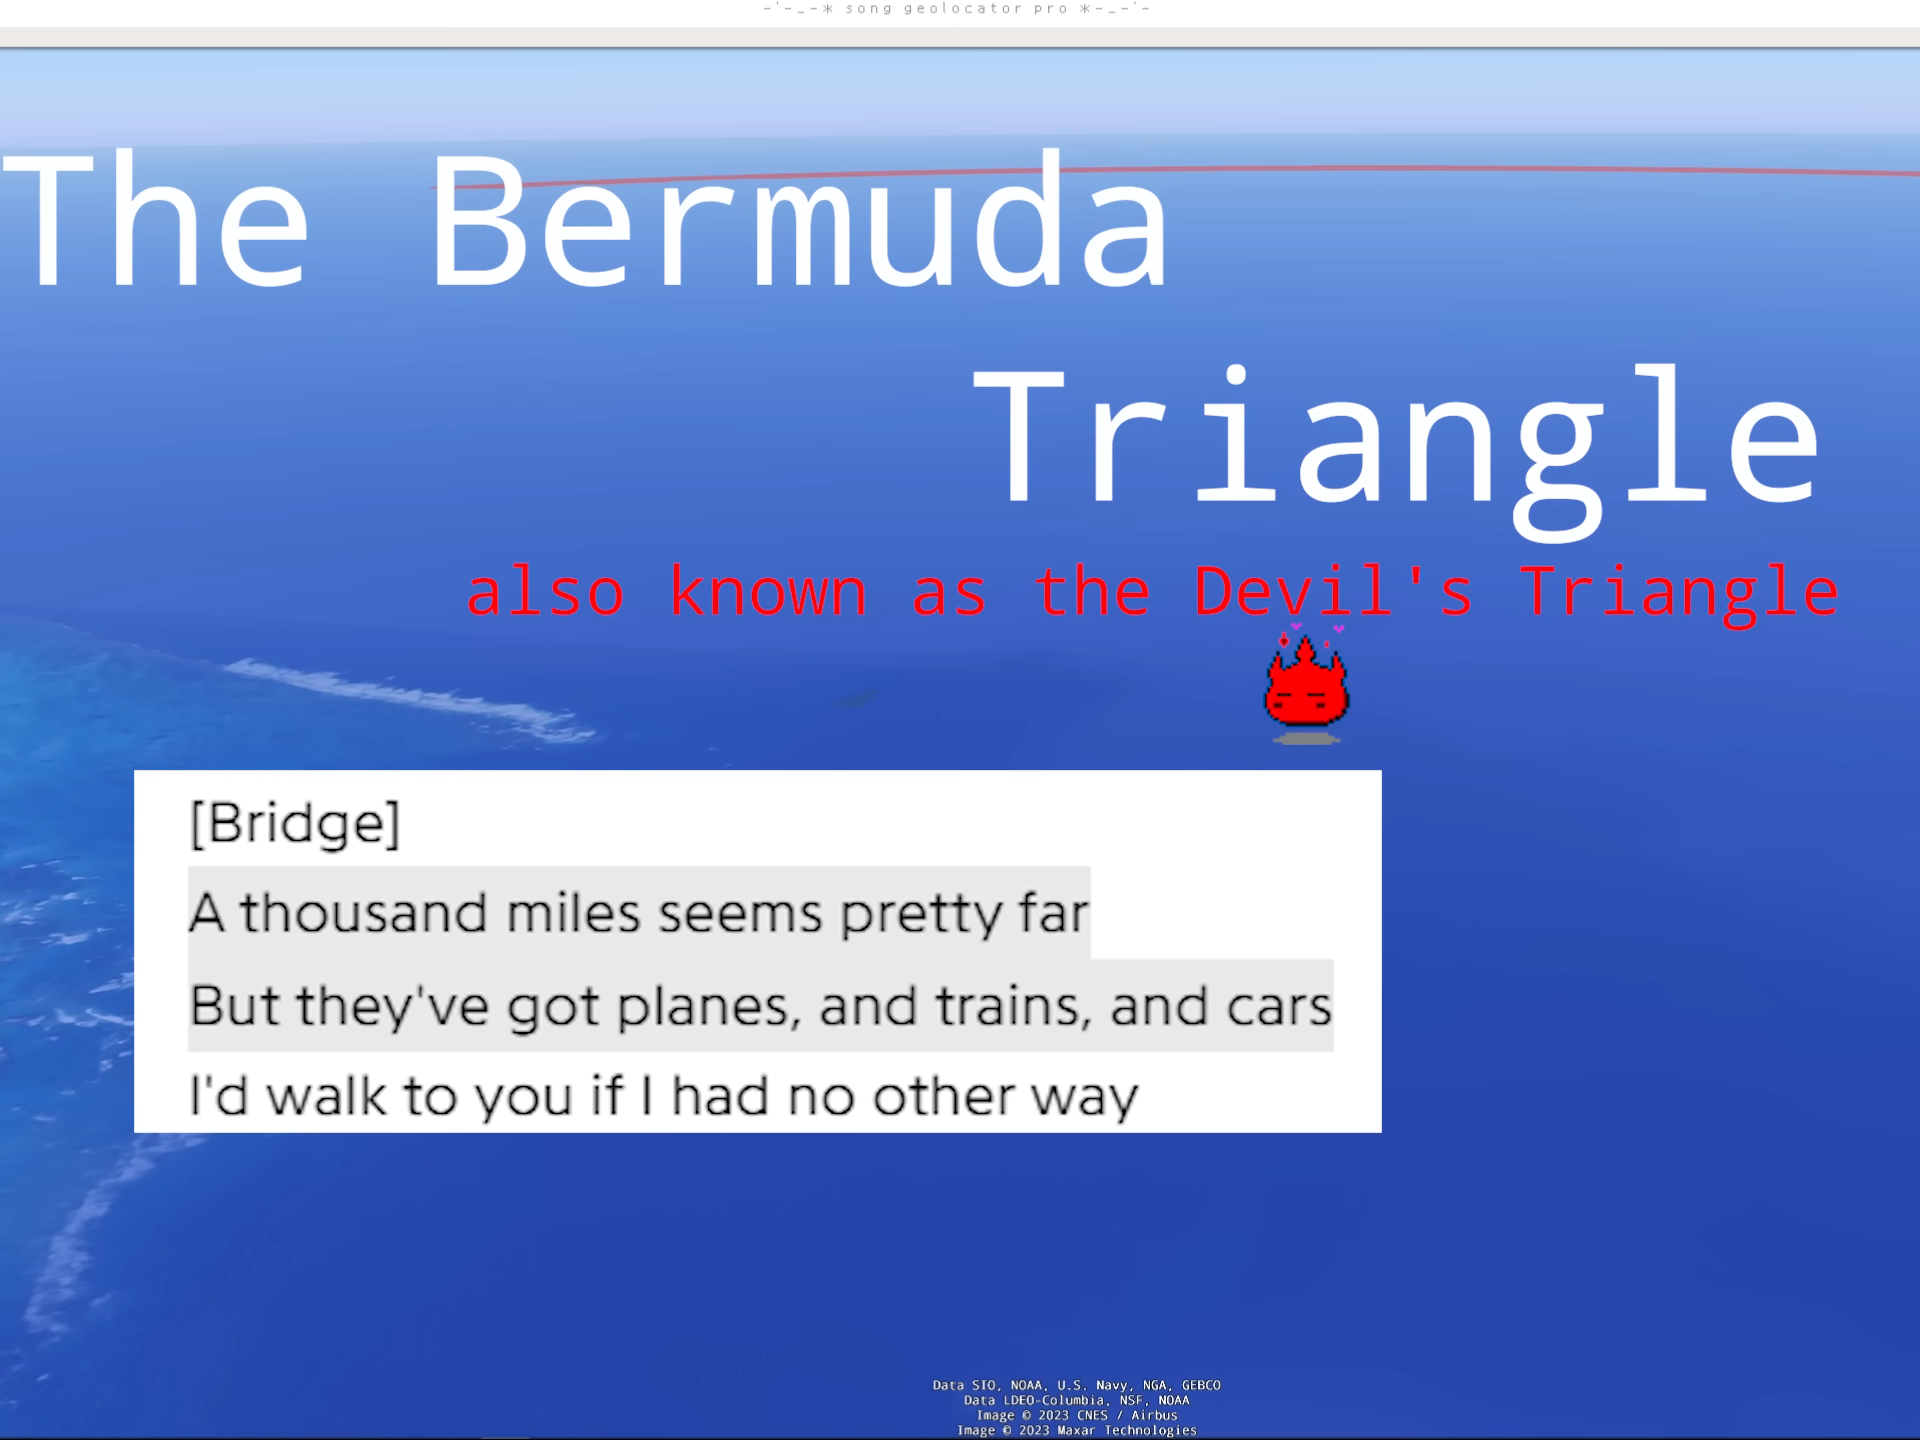 -'-_-* song geolocator pro *-_-'-
The Bermuda
Triangle
also known as the Devil's Triangle
[Bridge]
A thousand miles seems pretty far
But they've got planes, and trains, and cars
I'd walk to you if I had no other way
Data SIO, NOAA, U.S. Navy, NGA, GEBCO
Data LDEO-Columbia, NSF, NOAA
Image © 2023 CNES / Airbus
Image © 2023 Maxar Technologies